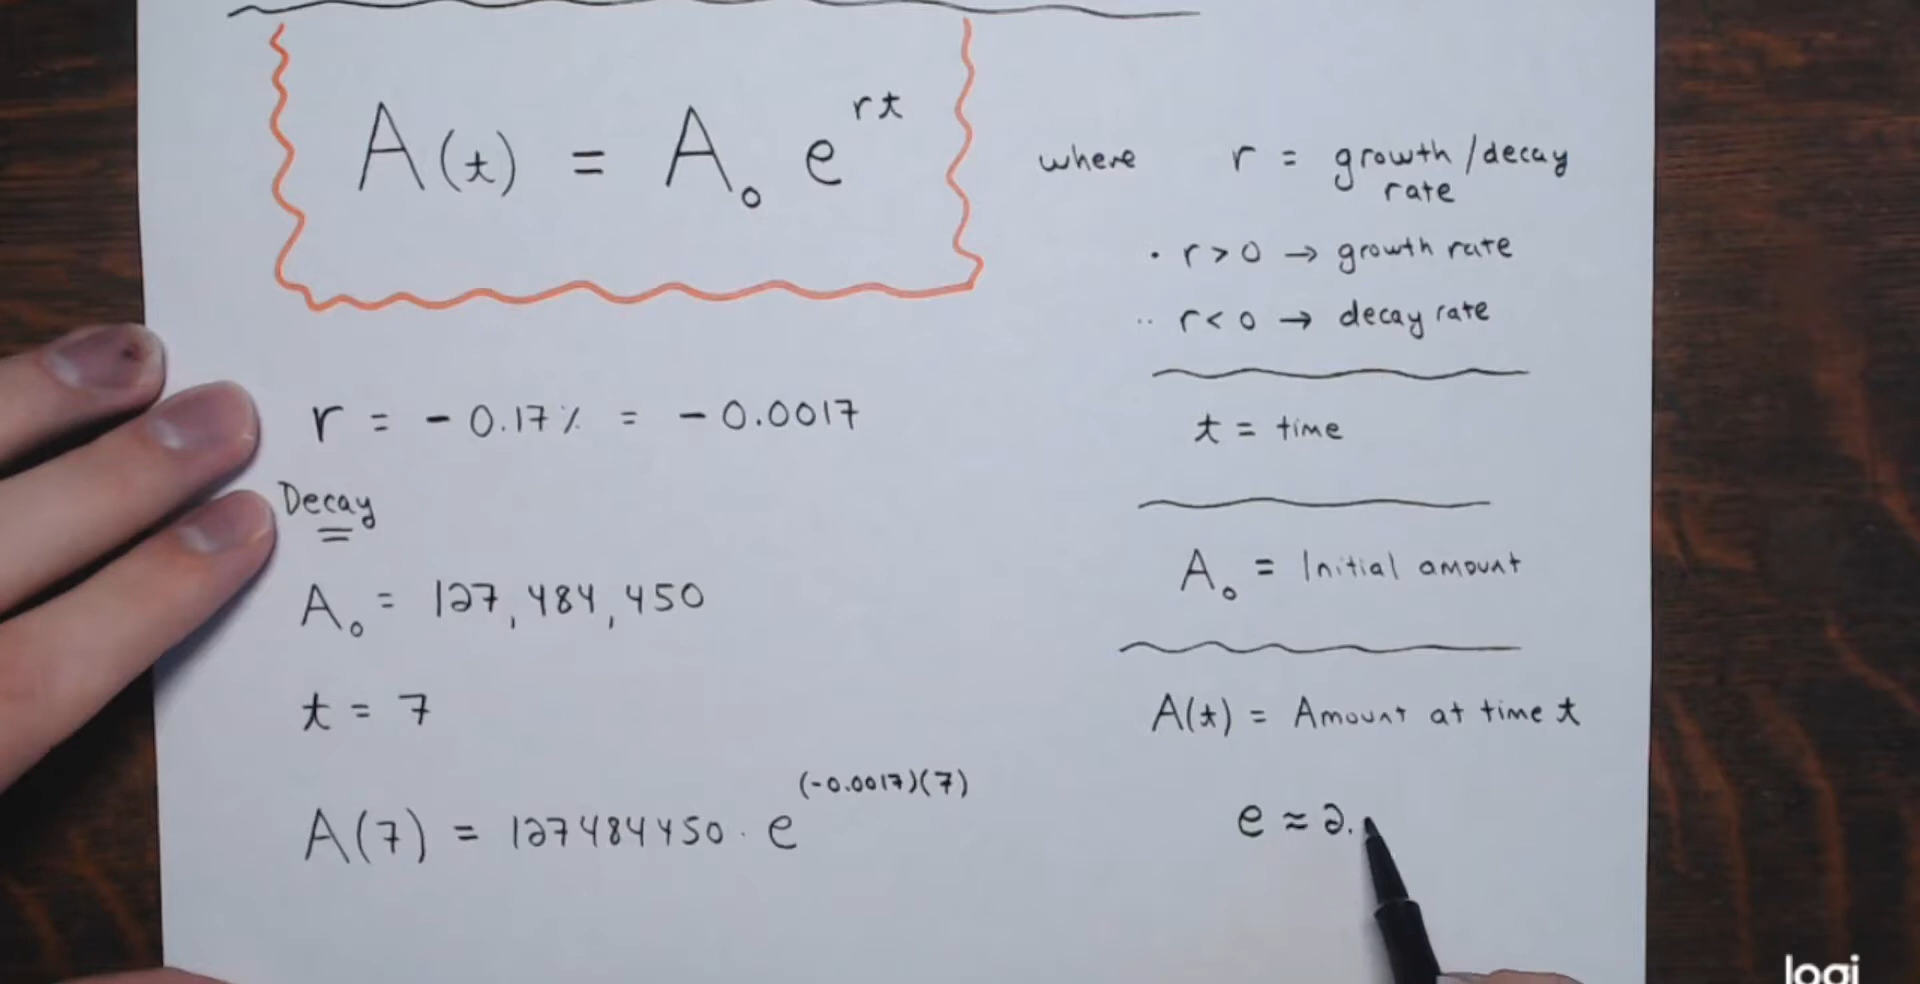 A(t) = A₀ e^rt
where r = growth/decay
rate
· r > 0 → growth rate
·· r < 0 → decay rate
r = - 0.17% = - 0.0017
t = time
Decay
A₀ = Initial amount
A₀ = 127,484,450
t = 7
A(t) = Amount at time t
A(7) = 127484450 · e^(-0.0017)(7)
e ≈ 2.
logi